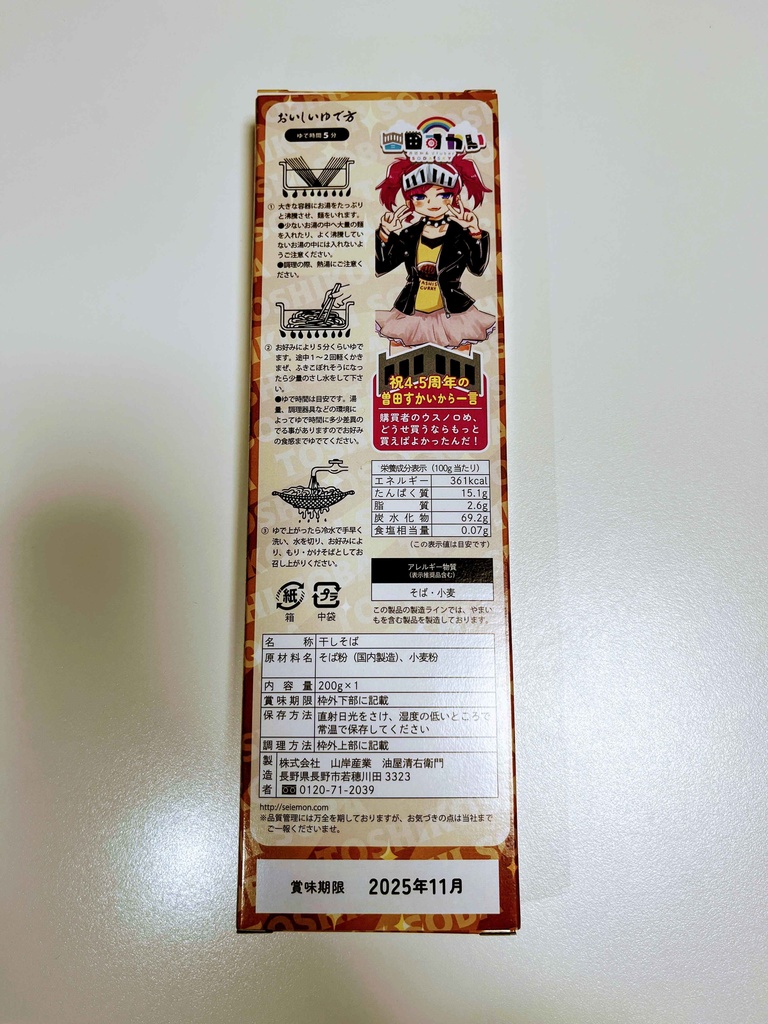 おいしいゆで方
ゆで時間5分
① 大きな容器にお湯をたっぷり
と沸騰させ、麺をいれます。
●少ないお湯の中へ大量の麺
を入れたり、よく沸騰してい
ないお湯の中には入れないよ
うご注意ください。
●調理の際、熱湯にご注意く
ださい。
② お好みにより5分くらいゆで
ます。途中1〜2回軽くかき
まぜ、ふきこぼれそうになっ
たら少量のさし水をして下さ
い。
●ゆで時間は目安です。湯
量、調理器具などの環境に
よってゆで時間に多少差異の
でる事がありますのでお好み
の食感までゆでてください。
③ ゆで上がったら冷水で手早く
洗い、水を切り、お好みによ
り、もり・かけそばとしてお
召し上がりください。
紙
箱
プラ
中袋
曽田すかい
祝4.5周年の
曽田すかいから一言
購買者のウスノロめ、
どうせ買うならもっと
買えばよかったんだ!
栄養成分表示(100g当たり)
エネルギー 361kcal
たんぱく質 15.1g
脂質 2.6g
炭水化物 69.2g
食塩相当量 0.07g
(この表示値は目安です)
アレルギー物質
(表示推奨品含む)
そば・小麦
この製品の製造ラインでは、やまい
もを含む製品を製造しております。
名称 干しそば
原材料名 そば粉(国内製造)、小麦粉
内容量 200g×1
賞味期限 枠外下部に記載
保存方法 直射日光をさけ、湿度の低いところで
常温で保存してください
調理方法 枠外上部に記載
製造者 株式会社 山岸産業 油屋清右衛門
長野県長野市若穂川田3323
0120-71-2039
http://seiemon.com
※品質管理には万全を期しておりますが、お気づきの点は当社まで
ご一報くださいませ。
賞味期限 2025年11月